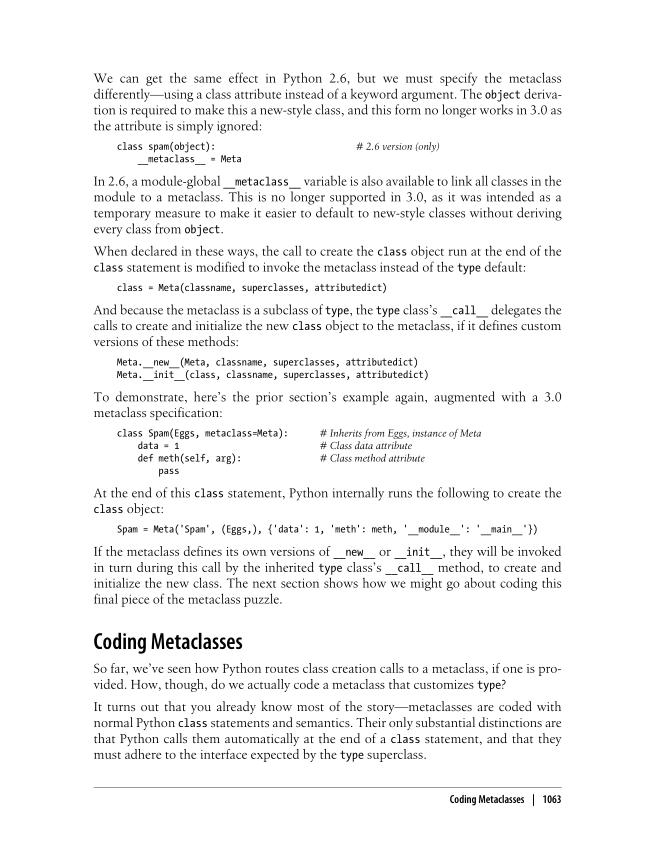 We can get the same effect in Python 2.6, but we must specify the metaclass
differently—using a class attribute instead of a keyword argument. The object deriva-
tion is required to make this a new-style class, and this form no longer works in 3.0 as
the attribute is simply ignored:
class spam(object): # 2.6 version (only)
    __metaclass__ = Meta
In 2.6, a module-global __metaclass__ variable is also available to link all classes in the
module to a metaclass. This is no longer supported in 3.0, as it was intended as a
temporary measure to make it easier to default to new-style classes without deriving
every class from object.
When declared in these ways, the call to create the class object run at the end of the
class statement is modified to invoke the metaclass instead of the type default:
class = Meta(classname, superclasses, attributedict)
And because the metaclass is a subclass of type, the type class's __call__ delegates the
calls to create and initialize the new class object to the metaclass, if it defines custom
versions of these methods:
Meta.__new__(Meta, classname, superclasses, attributedict)
Meta.__init__(class, classname, superclasses, attributedict)
To demonstrate, here's the prior section's example again, augmented with a 3.0
metaclass specification:
class Spam(Eggs, metaclass=Meta): # Inherits from Eggs, instance of Meta
    data = 1 # Class data attribute
    def meth(self, arg): # Class method attribute
        pass
At the end of this class statement, Python internally runs the following to create the
class object:
Spam = Meta('Spam', (Eggs,), {'data': 1, 'meth': meth, '__module__': '__main__'})
If the metaclass defines its own versions of __new__ or __init__, they will be invoked
in turn during this call by the inherited type class's __call__ method, to create and
initialize the new class. The next section shows how we might go about coding this
final piece of the metaclass puzzle.
Coding Metaclasses
So far, we've seen how Python routes class creation calls to a metaclass, if one is pro-
vided. How, though, do we actually code a metaclass that customizes type?
It turns out that you already know most of the story—metaclasses are coded with
normal Python class statements and semantics. Their only substantial distinctions are
that Python calls them automatically at the end of a class statement, and that they
must adhere to the interface expected by the type superclass.
Coding Metaclasses | 1063